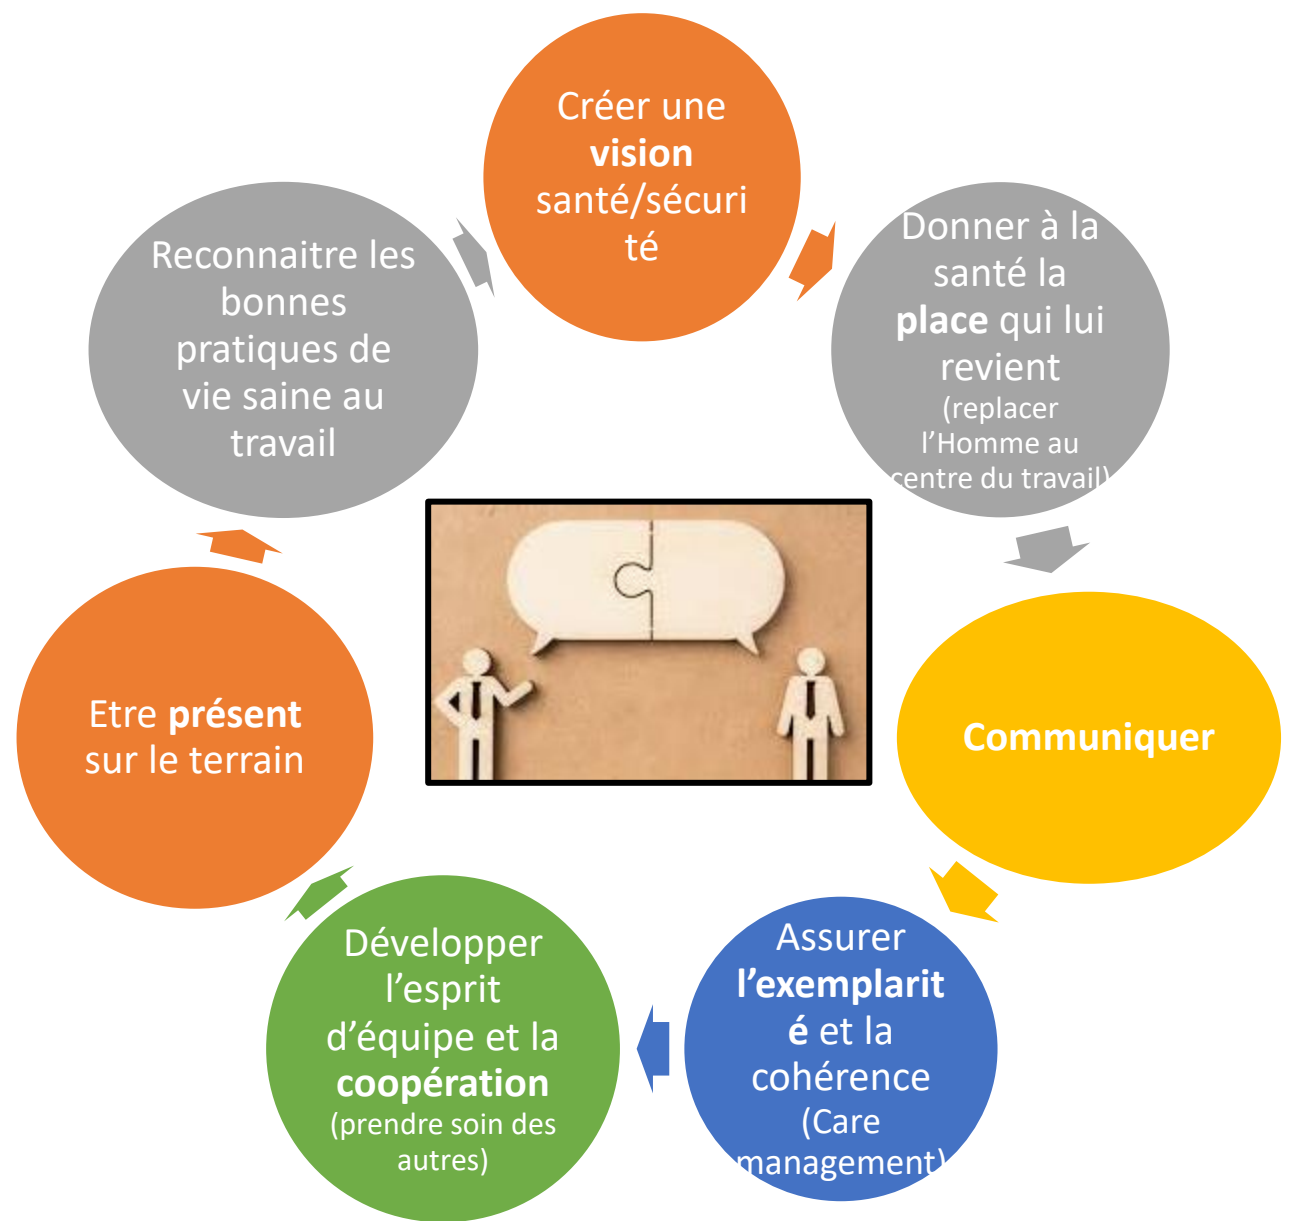 Créer une
vision
santé/sécuri
té
Donner à la
santé la
place qui lui
revient
(replacer
l’Homme au
centre du travail)
Communiquer
Assurer
l’exemplarit
é et la
cohérence
(Care
management)
Développer
l’esprit
d’équipe et la
coopération
(prendre soin des
autres)
Etre présent
sur le terrain
Reconnaitre les
bonnes
pratiques de
vie saine au
travail